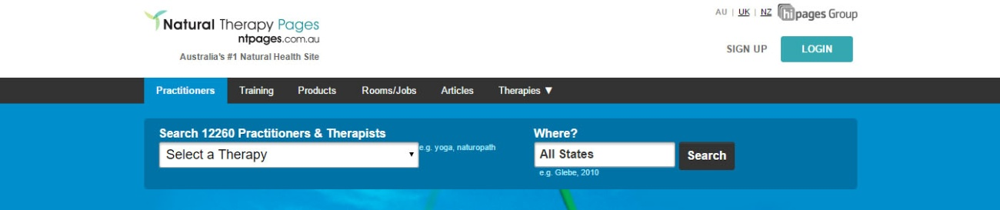 Natural Therapy Pages
ntpages.com.au
Australia's #1 Natural Health Site
AU | UK | NZ hipages Group
SIGN UP LOGIN
Practitioners Training Products Rooms/Jobs Articles Therapies ▼
Search 12260 Practitioners & Therapists
Select a Therapy ▾
e.g. yoga, naturopath
Where?
All States
Search
e.g. Glebe, 2010